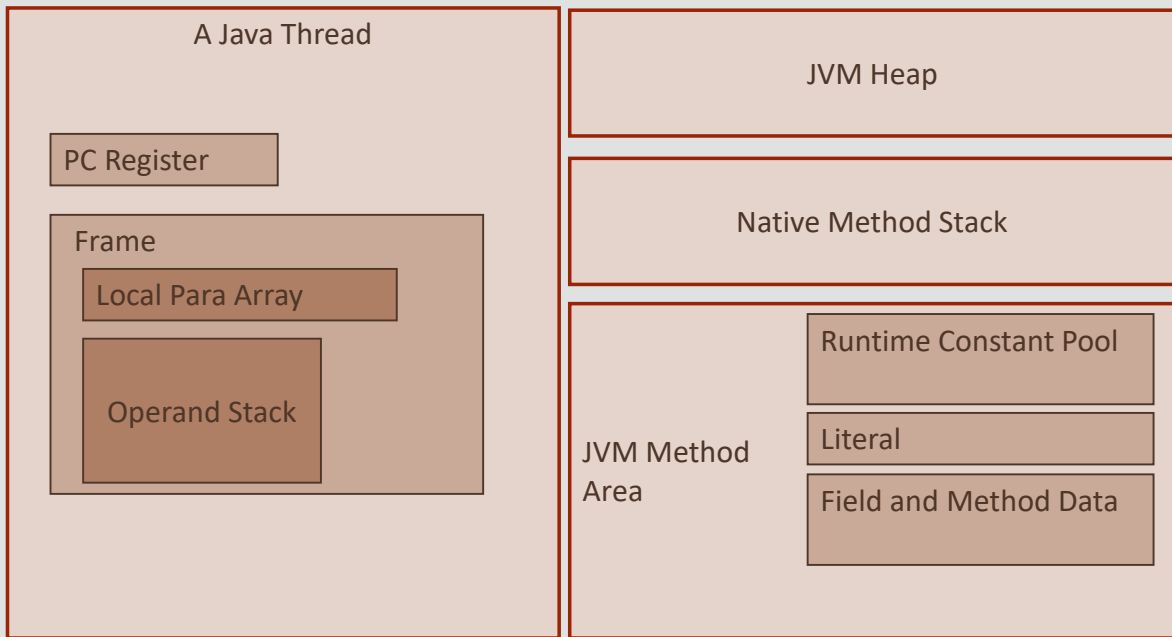 A Java Thread
PC Register
Frame
Local Para Array
Operand Stack
JVM Heap
Native Method Stack
JVM Method
Area
Runtime Constant Pool
Literal
Field and Method Data